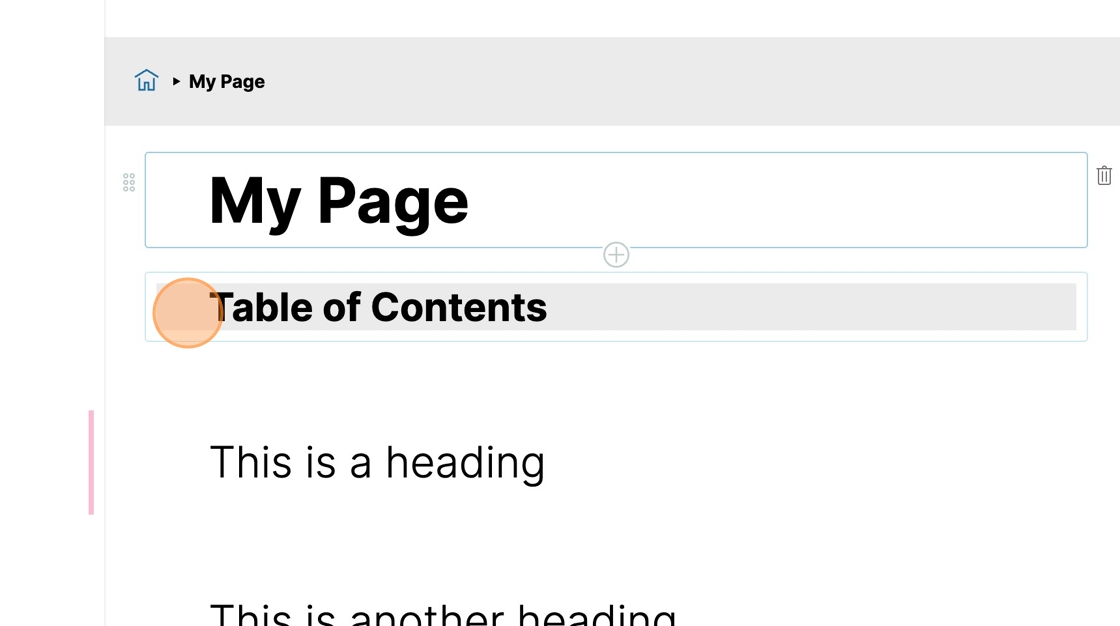 My Page
My Page
Table of Contents
This is a heading
This is another heading